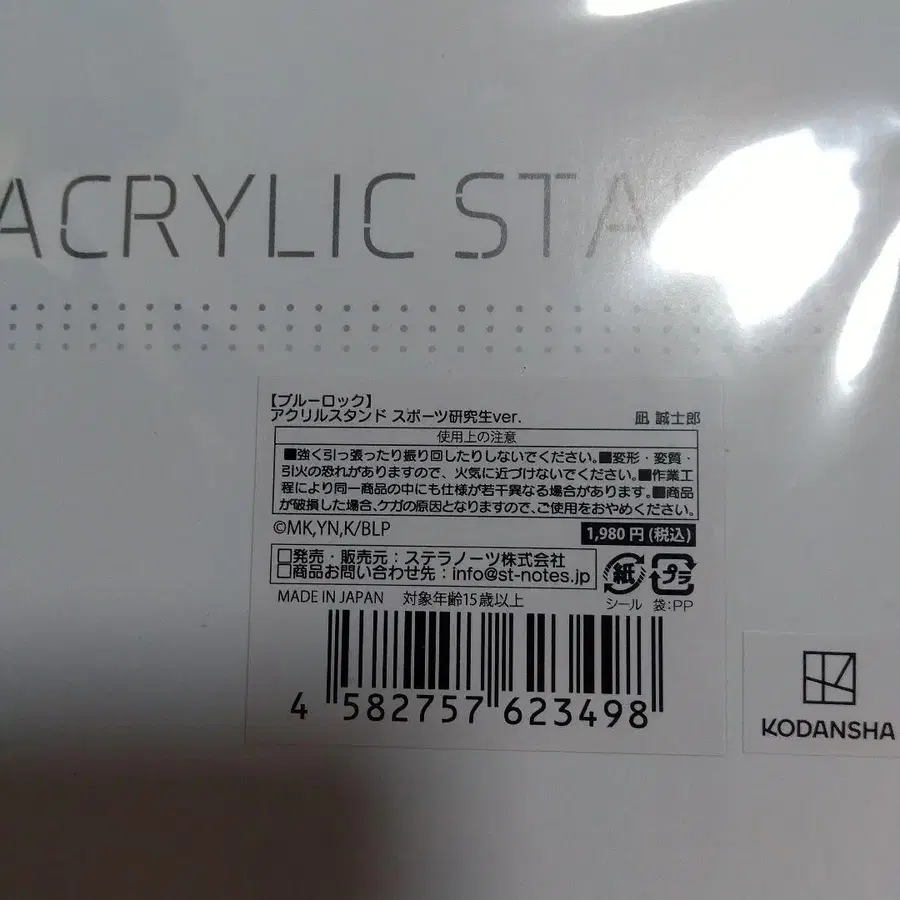 ACRYLIC STA
【ブルーロック】
アクリルスタンド スポーツ研究生ver. 凪 誠士郎
使用上の注意
■強く引っ張ったり振り回したりしないでください。■変形・変質・
引火の恐れがありますので、火気に近づけないでください。■作業工
程により同一商品の中にも仕様が若干異なる場合があります。■商品
が破損した場合、ケガの原因となりますので、ご使用をおやめください。
©MK,YN,K/BLP 1,980 円 (税込)
□発売・販売元：ステラノーツ株式会社
□商品お問い合わせ先：info@st-notes.jp
紙 プラ
シール 袋:PP
MADE IN JAPAN 対象年齢15歳以上
4 582757 623498
KODANSHA